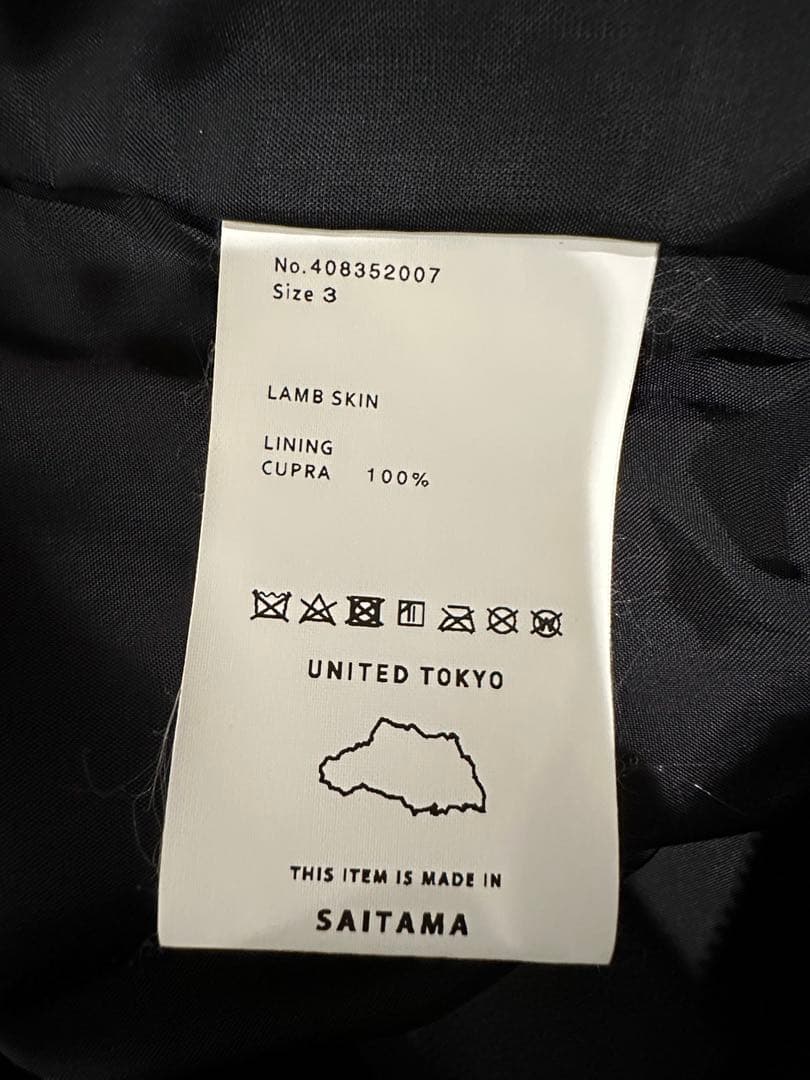 No.408352007
Size 3
LAMB SKIN
LINING
CUPRA 100%
UNITED TOKYO
THIS ITEM IS MADE IN
SAITAMA